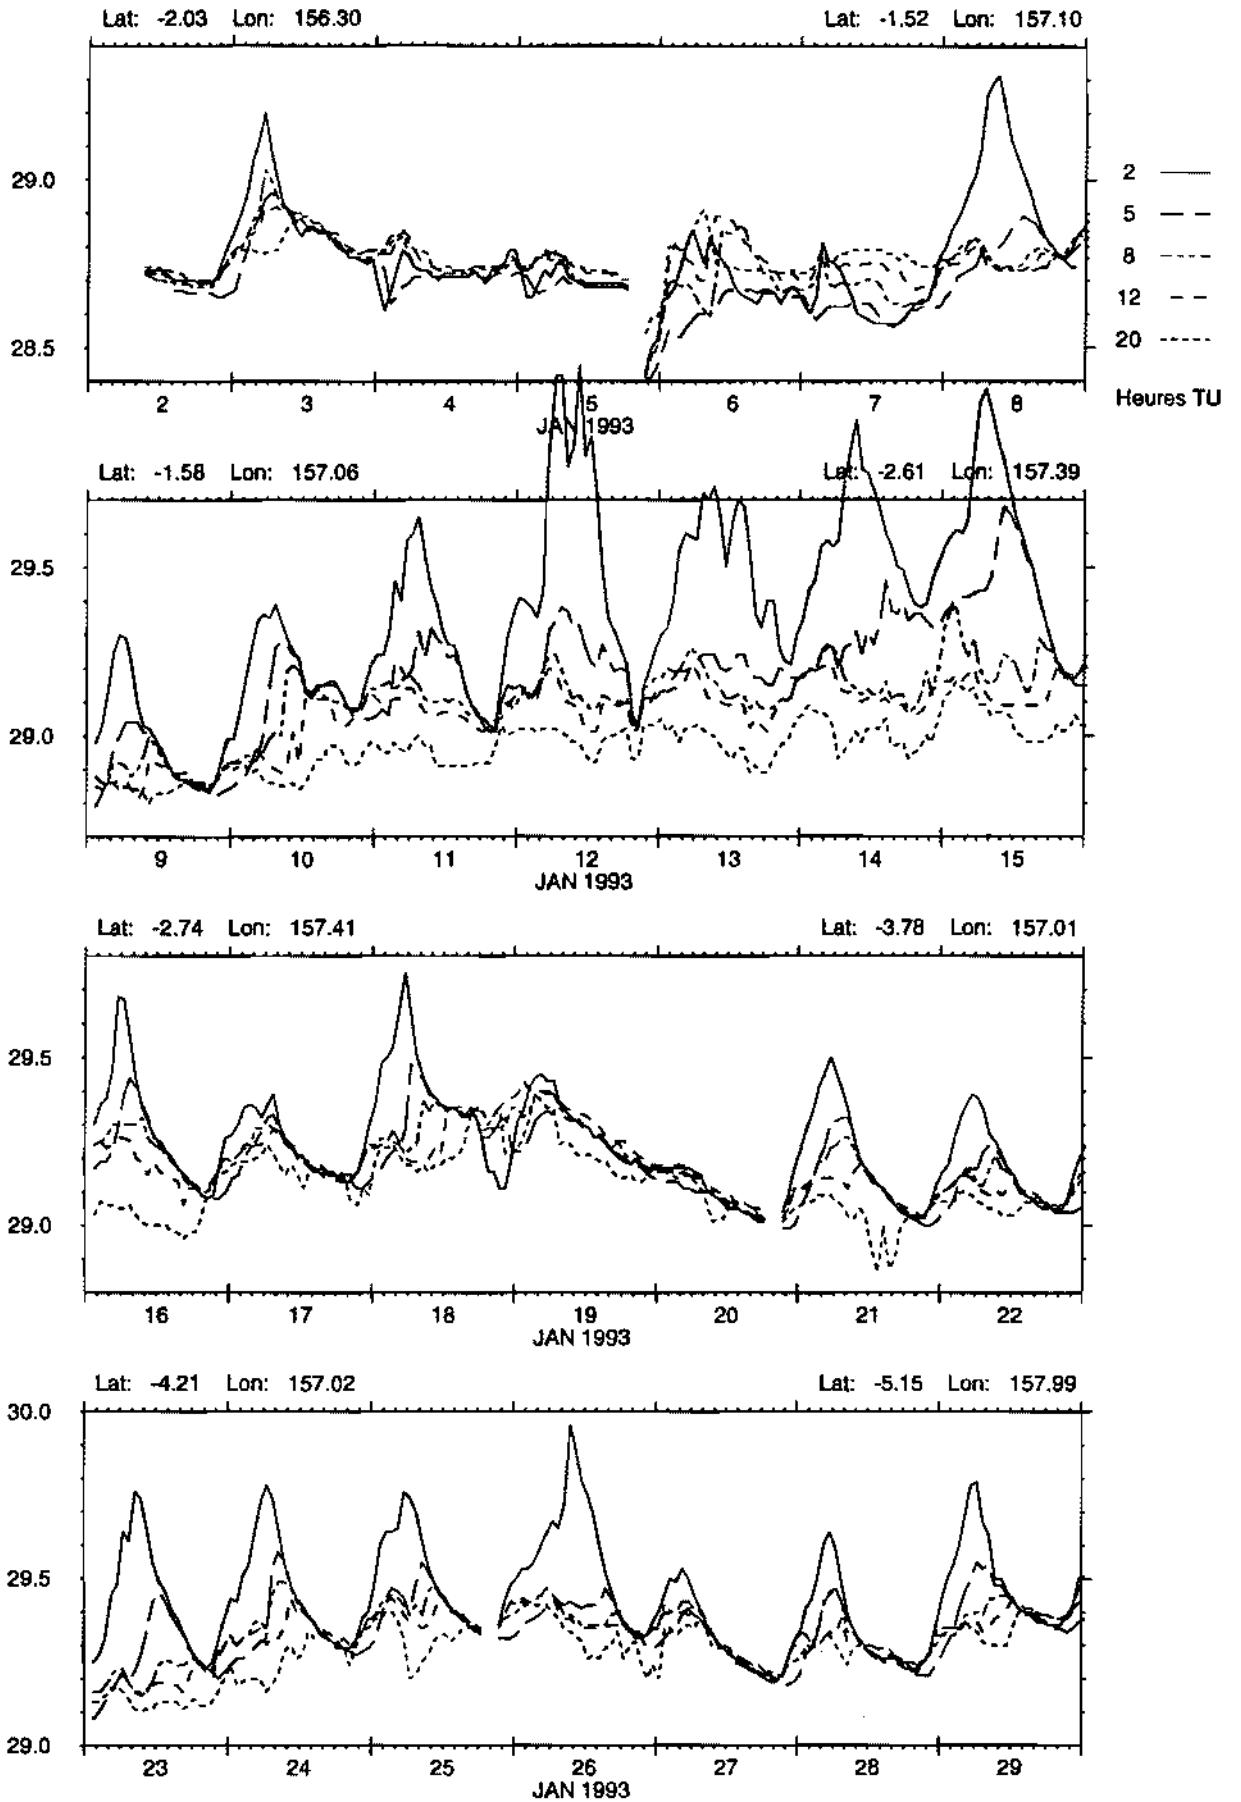 Lat: -2.03 Lon: 156.30 Lat: -1.52 Lon: 157.10
29.0
28.5
2
5
8
12
20
Heures TU
2 3 4 5 6 7 8
JAN 1993
Lat: -1.58 Lon: 157.06 Lat: -2.61 Lon: 157.39
29.5
29.0
9 10 11 12 13 14 15
JAN 1993
Lat: -2.74 Lon: 157.41 Lat: -3.78 Lon: 157.01
29.5
29.0
16 17 18 19 20 21 22
JAN 1993
Lat: -4.21 Lon: 157.02 Lat: -5.15 Lon: 157.99
30.0
29.5
29.0
23 24 25 26 27 28 29
JAN 1993